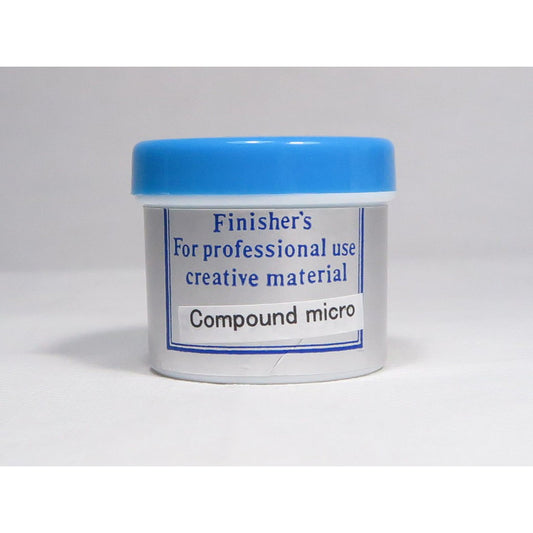 Finisher's
For professional use
creative material
Compound micro